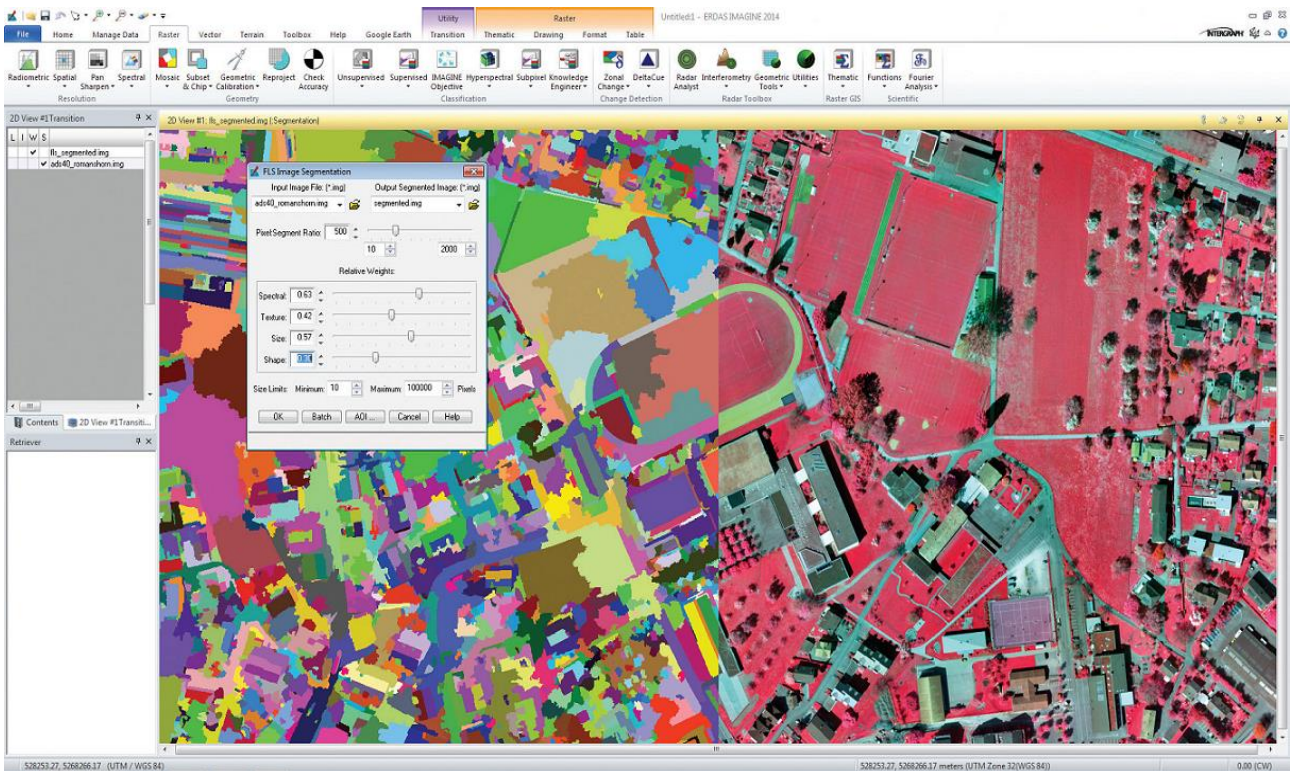 Utility
Raster
Untitled:1 - ERDAS IMAGINE 2014
File Home Manage Data Raster Vector Terrain Toolbox Help Google Earth Transition Thematic Drawing Format Table
INTERGRAPH
Radiometric Spatial Pan Sharpen Spectral Mosaic Subset & Chip Geometric Calibration Reproject Check Accuracy Unsupervised Supervised IMAGINE Objective Hyperspectral Subpixel Knowledge Engineer Zonal Change DeltaCue Radar Analyst Interferometry Geometric Tools Utilities Thematic Functions Fourier Analysis
Resolution Geometry Classification Change Detection Radar Toolbox Raster GIS Scientific
2D View #1Transition
2D View #1: fls_segmented.img (:Segmentation)
L I W S
fls_segmented.img
ads40_romanshorn.img
FLS Image Segmentation
Input Image File: (*.img) Output Segmented Image: (*.img)
ads40_romanshorn.img segmented.img
Pixel:Segment Ratio: 500
10 2000
Relative Weights:
Spectral: 0.63
Texture: 0.42
Size: 0.57
Shape:
Size Limits: Minimum: 10 Maximum: 100000 Pixels
OK Batch AOI ... Cancel Help
Contents 2D View #1Transiti...
Retriever
528253.27, 5268266.17 (UTM / WGS 84)
528253.27, 5268266.17 meters (UTM Zone 32(WGS 84))
0.00 (CW)